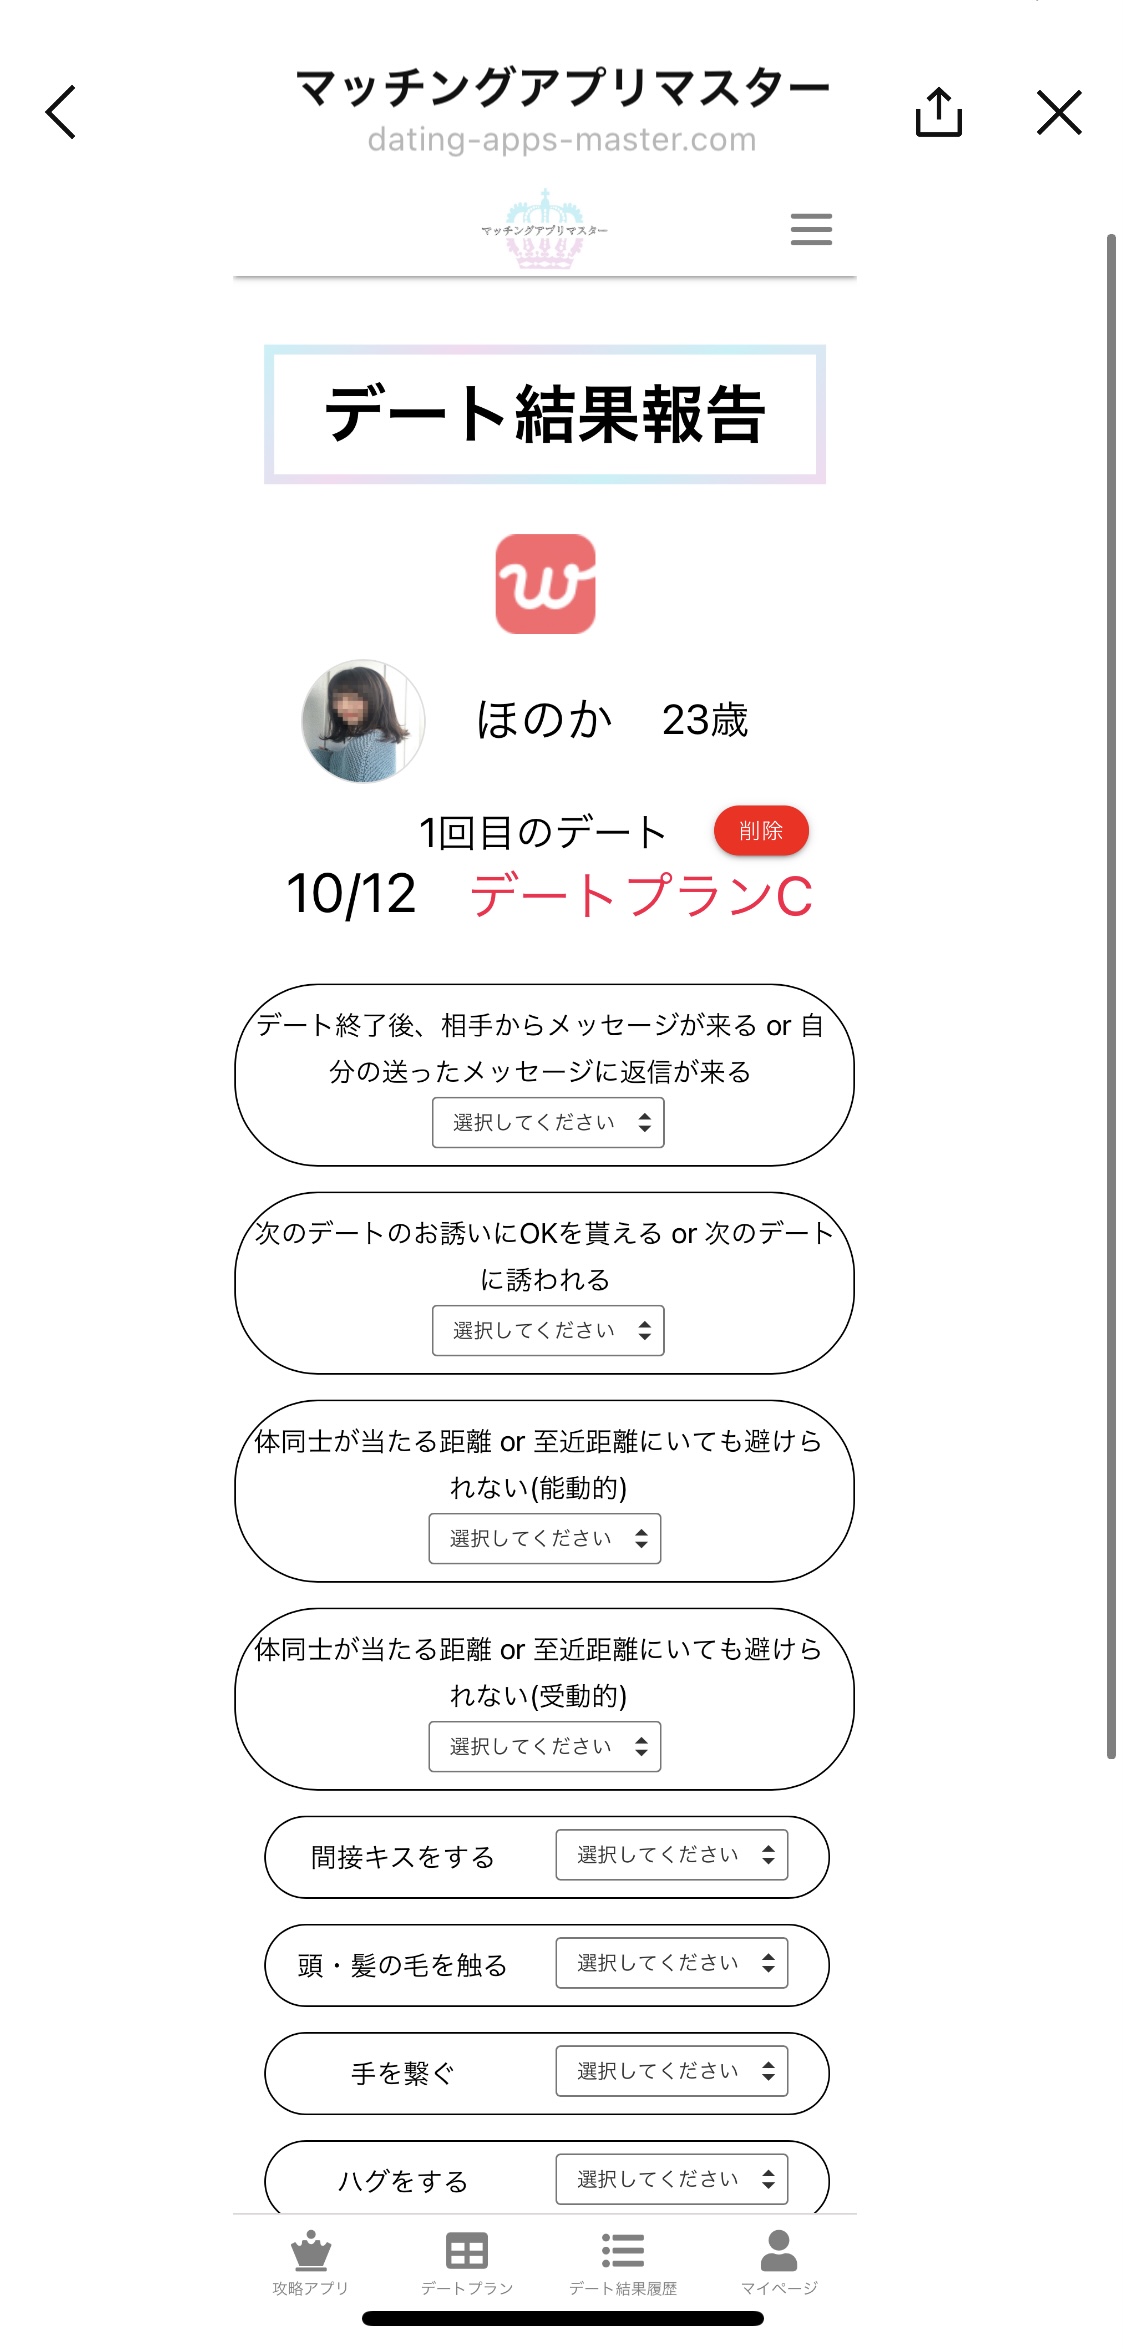 マッチングアプリマスター
dating-apps-master.com
マッチングアプリマスター
デート結果報告
w
ほのか 23歳
1回目のデート 削除
10/12 デートプランC
デート終了後、相手からメッセージが来る or 自
分の送ったメッセージに返信が来る
選択してください
次のデートのお誘いにOKを貰える or 次のデート
に誘われる
選択してください
体同士が当たる距離 or 至近距離にいても避けら
れない(能動的)
選択してください
体同士が当たる距離 or 至近距離にいても避けら
れない(受動的)
選択してください
間接キスをする 選択してください
頭・髪の毛を触る 選択してください
手を繋ぐ 選択してください
ハグをする 選択してください
攻略アプリ デートプラン デート結果履歴 マイページ